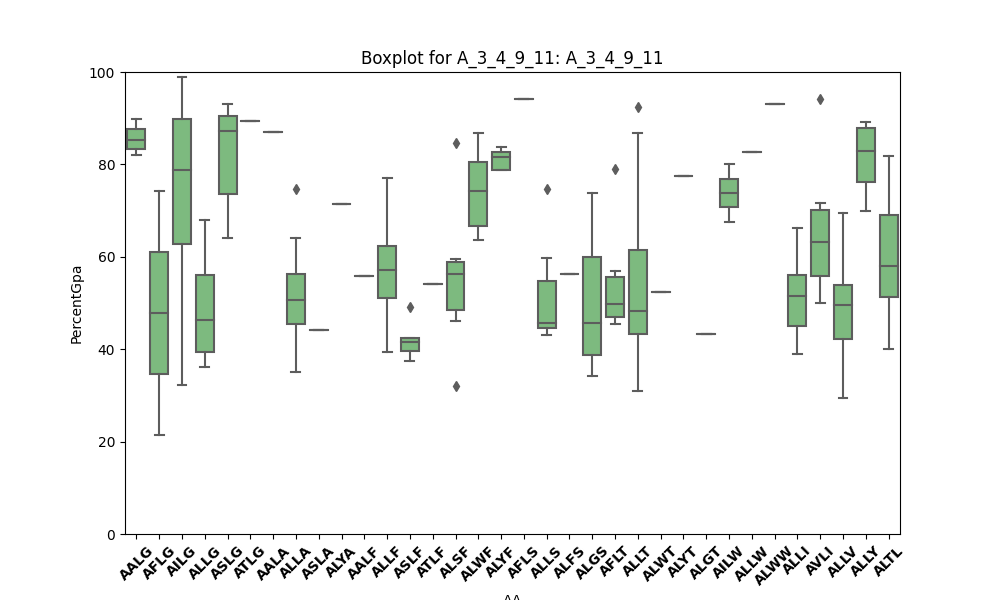 Boxplot for A_3_4_9_11: A_3_4_9_11
100
80
60
40
20
0
PercentGpa
AALG AFLG AILG ALLG ASLG ATLG AALA ALLA ASLA ALYA AALF ALLF ASLF ATLF ALSF ALWF ALYF AFLS ALLS ALFS ALGS AFLT ALLT ALWT ALYT ALGT AILW ALLW ALWW ALLI AVLI ALLV ALLY ALTL
AA